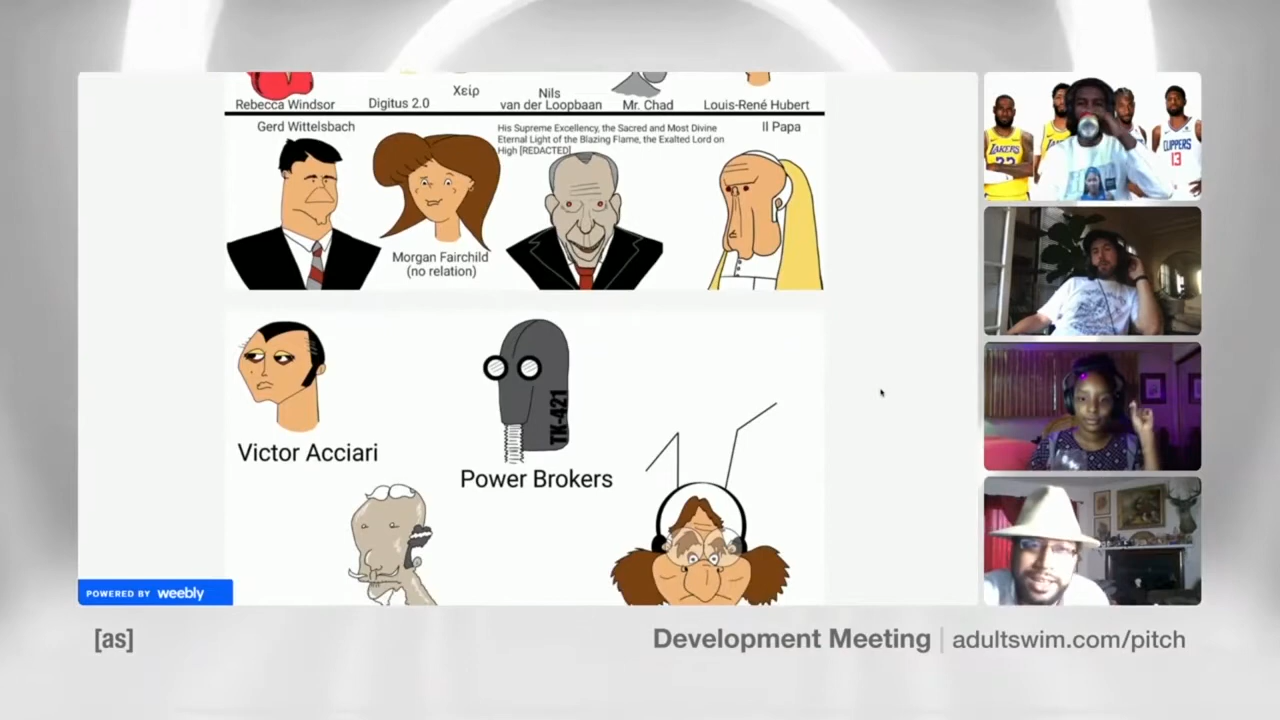 Rebecca Windsor
Digitus 2.0
Χείρ
Nils
van der Loopbaan
Mr. Chad
Louis-René Hubert
Gerd Wittelsbach
His Supreme Excellency, the Sacred and Most Divine
Eternal Light of the Blazing Flame, the Exalted Lord on
High [REDACTED]
Il Papa
Morgan Fairchild
(no relation)
LAKERS
CLIPPERS
13
TK-421
Victor Acciari
Power Brokers
POWERED BY weebly
[as]
Development Meeting | adultswim.com/pitch